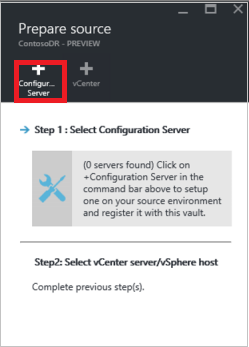 Prepare source
ContosoDR - PREVIEW
Configur...
Server
vCenter
Step 1 : Select Configuration Server
(0 servers found) Click on
+Configuration Server in the
command bar above to setup
one on your source environment
and register it with this vault.
Step2: Select vCenter server/vSphere host
Complete previous step(s).